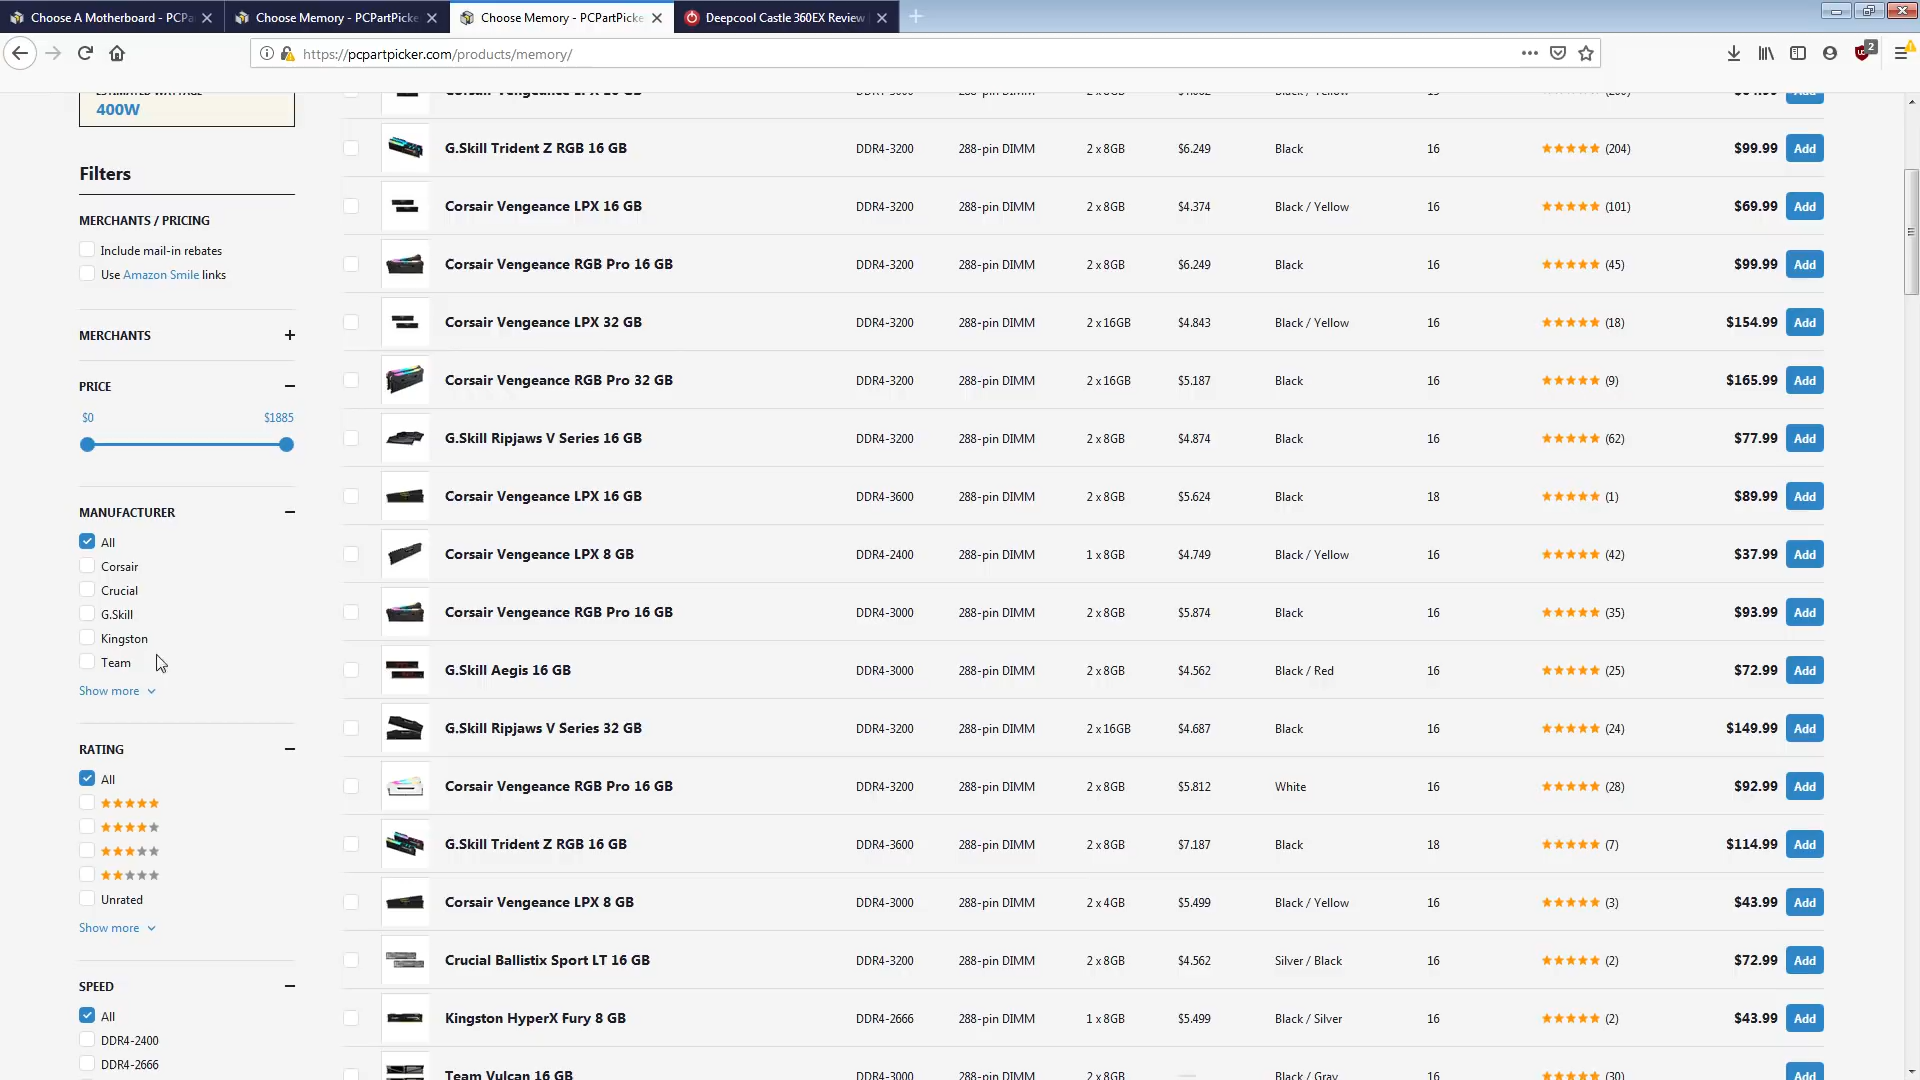 Choose A Motherboard - PCPa
Choose Memory - PCPartPicke
Choose Memory - PCPartPicke
Deepcool Castle 360EX Review
https://pcpartpicker.com/products/memory/
2
400W
Filters
MERCHANTS / PRICING
Include mail-in rebates
Use Amazon Smile links
MERCHANTS
PRICE
$0 $1885
MANUFACTURER
All
Corsair
Crucial
G.Skill
Kingston
Team
Show more
RATING
All
Unrated
Show more
SPEED
All
DDR4-2400
DDR4-2666
G.Skill Trident Z RGB 16 GB DDR4-3200 288-pin DIMM 2 x 8GB $6.249 Black 16 (204) $99.99 Add
Corsair Vengeance LPX 16 GB DDR4-3200 288-pin DIMM 2 x 8GB $4.374 Black / Yellow 16 (101) $69.99 Add
Corsair Vengeance RGB Pro 16 GB DDR4-3200 288-pin DIMM 2 x 8GB $6.249 Black 16 (45) $99.99 Add
Corsair Vengeance LPX 32 GB DDR4-3200 288-pin DIMM 2 x 16GB $4.843 Black / Yellow 16 (18) $154.99 Add
Corsair Vengeance RGB Pro 32 GB DDR4-3200 288-pin DIMM 2 x 16GB $5.187 Black 16 (9) $165.99 Add
G.Skill Ripjaws V Series 16 GB DDR4-3200 288-pin DIMM 2 x 8GB $4.874 Black 16 (62) $77.99 Add
Corsair Vengeance LPX 16 GB DDR4-3600 288-pin DIMM 2 x 8GB $5.624 Black 18 (1) $89.99 Add
Corsair Vengeance LPX 8 GB DDR4-2400 288-pin DIMM 1 x 8GB $4.749 Black / Yellow 16 (42) $37.99 Add
Corsair Vengeance RGB Pro 16 GB DDR4-3000 288-pin DIMM 2 x 8GB $5.874 Black 16 (35) $93.99 Add
G.Skill Aegis 16 GB DDR4-3000 288-pin DIMM 2 x 8GB $4.562 Black / Red 16 (25) $72.99 Add
G.Skill Ripjaws V Series 32 GB DDR4-3200 288-pin DIMM 2 x 16GB $4.687 Black 16 (24) $149.99 Add
Corsair Vengeance RGB Pro 16 GB DDR4-3200 288-pin DIMM 2 x 8GB $5.812 White 16 (28) $92.99 Add
G.Skill Trident Z RGB 16 GB DDR4-3600 288-pin DIMM 2 x 8GB $7.187 Black 18 (7) $114.99 Add
Corsair Vengeance LPX 8 GB DDR4-3000 288-pin DIMM 2 x 4GB $5.499 Black / Yellow 16 (3) $43.99 Add
Crucial Ballistix Sport LT 16 GB DDR4-3200 288-pin DIMM 2 x 8GB $4.562 Silver / Black 16 (2) $72.99 Add
Kingston HyperX Fury 8 GB DDR4-2666 288-pin DIMM 1 x 8GB $5.499 Black / Silver 16 (2) $43.99 Add
Team Vulcan 16 GB DDR4-3000 288-pin DIMM 2 x 8GB Black / Gray 16 (30) Add